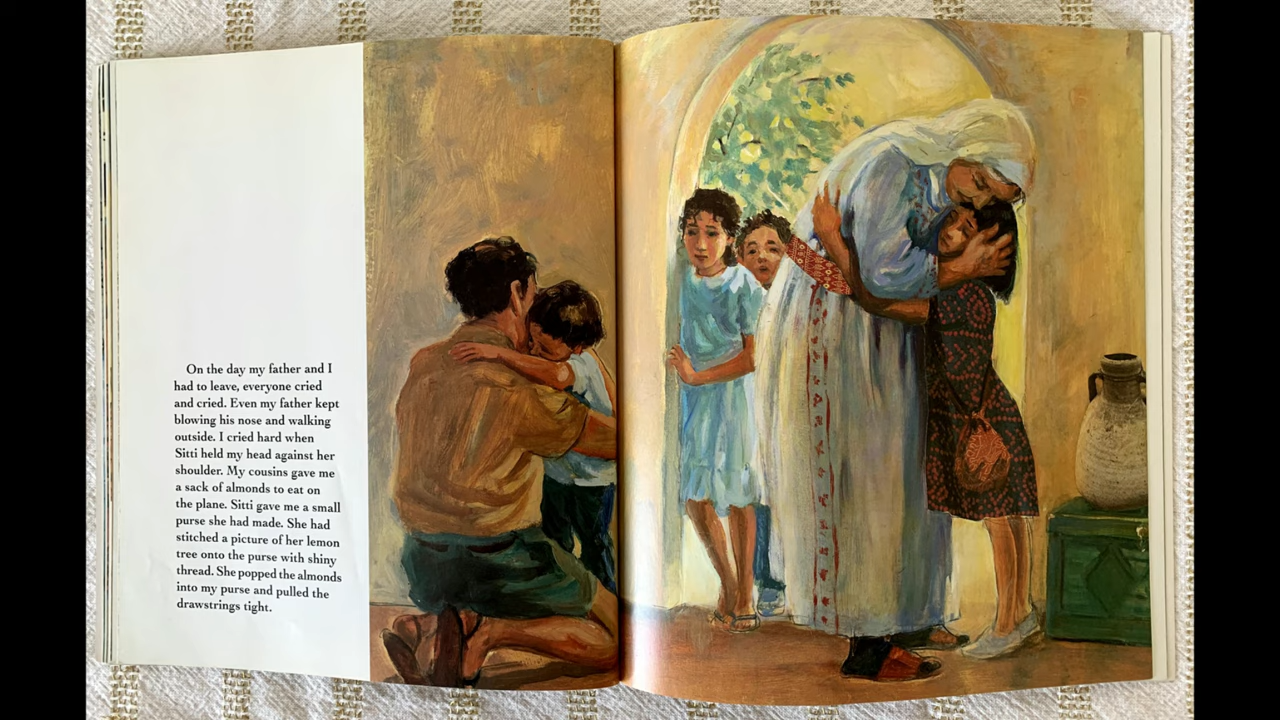 On the day my father and I
had to leave, everyone cried
and cried. Even my father kept
blowing his nose and walking
outside. I cried hard when
Sitti held my head against her
shoulder. My cousins gave me
a sack of almonds to eat on
the plane. Sitti gave me a small
purse she had made. She had
stitched a picture of her lemon
tree onto the purse with shiny
thread. She popped the almonds
into my purse and pulled the
drawstrings tight.